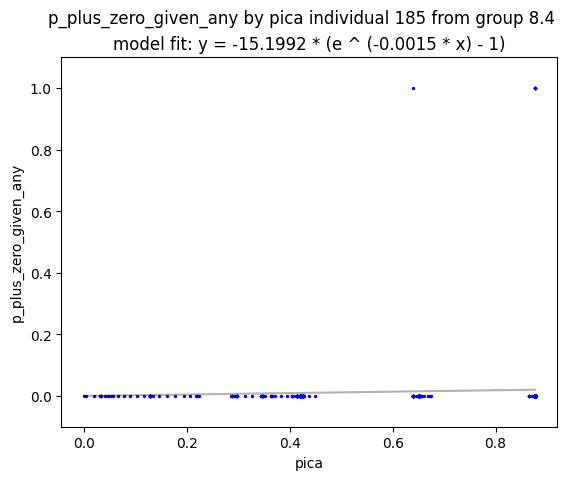 p_plus_zero_given_any by pica individual 185 from group 8.4
model fit: y = -15.1992 * (e ^ (-0.0015 * x) - 1)
1.0
0.8
0.6
0.4
0.2
0.0
p_plus_zero_given_any
0.0 0.2 0.4 0.6 0.8
pica